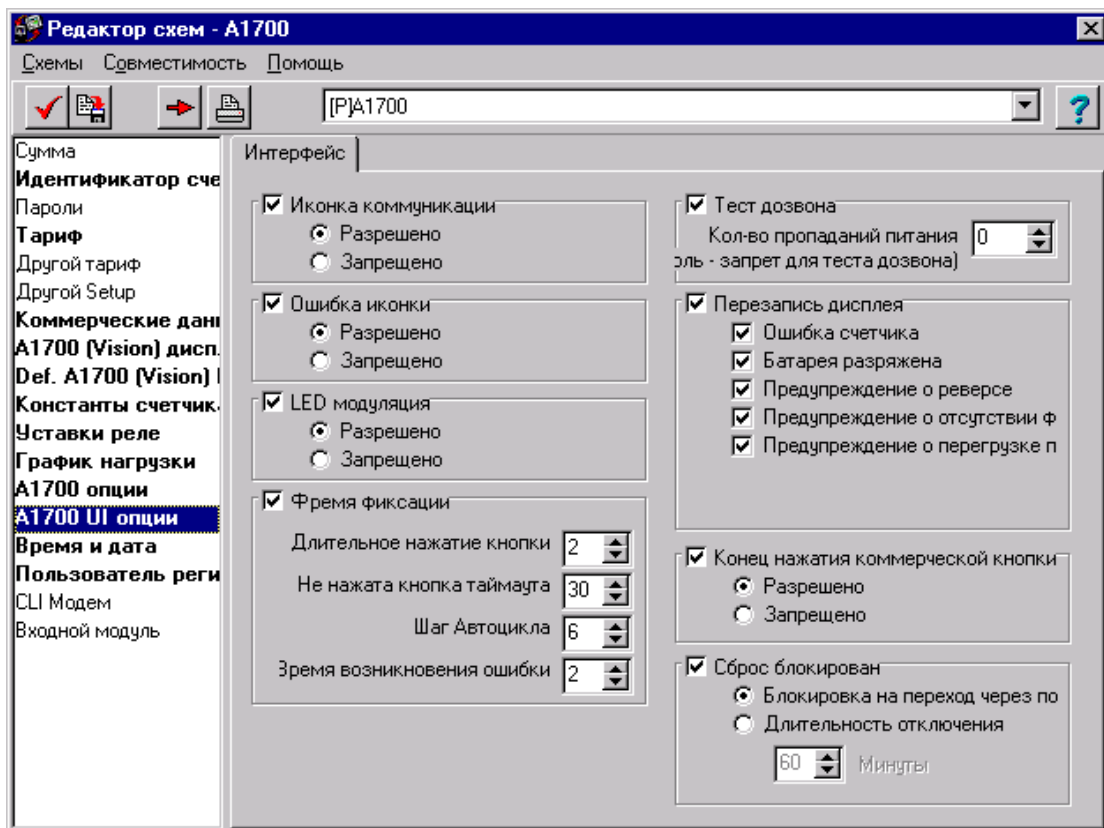 Редактор схем - A1700
Схемы Совместимость Помощь
[P]A1700
?
Сумма
Идентификатор сче
Пароли
Тариф
Другой тариф
Другой Setup
Коммерческие данн
A1700 (Vision) дисп.
Def. A1700 (Vision)
Константы счетчик
Уставки реле
График нагрузки
A1700 опции
A1700 UI опции
Время и дата
Пользователь реги
CLI Модем
Входной модуль
Интерфейс
Иконка коммуникации
Разрешено
Запрещено
Ошибка иконки
Разрешено
Запрещено
LED модуляция
Разрешено
Запрещено
Фремя фиксации
Длительное нажатие кнопки 2
Не нажата кнопка таймаута 30
Шаг Автоцикла 6
Время возникновения ошибки 2
Тест дозвона
Кол-во пропаданий питания 0
оль - запрет для теста дозвона)
Перезапись дисплея
Ошибка счетчика
Батарея разряжена
Предупреждение о реверсе
Предупреждение о отсутствии ф
Предупреждение о перегрузке п
Конец нажатия коммерческой кнопки
Разрешено
Запрещено
Сброс блокирован
Блокировка на переход через по
Длительность отключения
60 Минуты